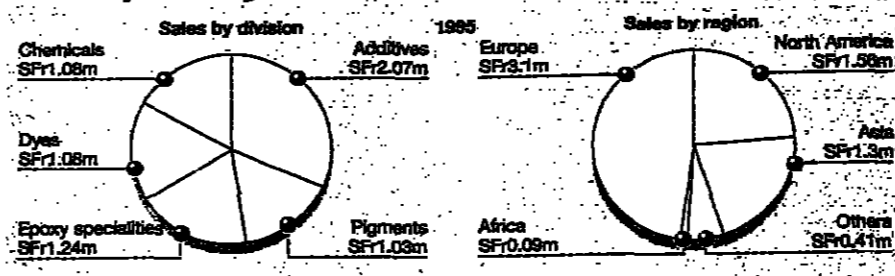 Sales by division
1995
Sales by region
Chemicals
SFr1.08m
Additives
SFr2.07m
Dyes
SFr1.08m
Epoxy specialities
SFr1.24m
Pigments
SFr1.03m
Europe
SFr3.1m
North America
SFr1.56m
Asia
SFr1.3m
Africa
SFr0.09m
Others
SFr0.41m